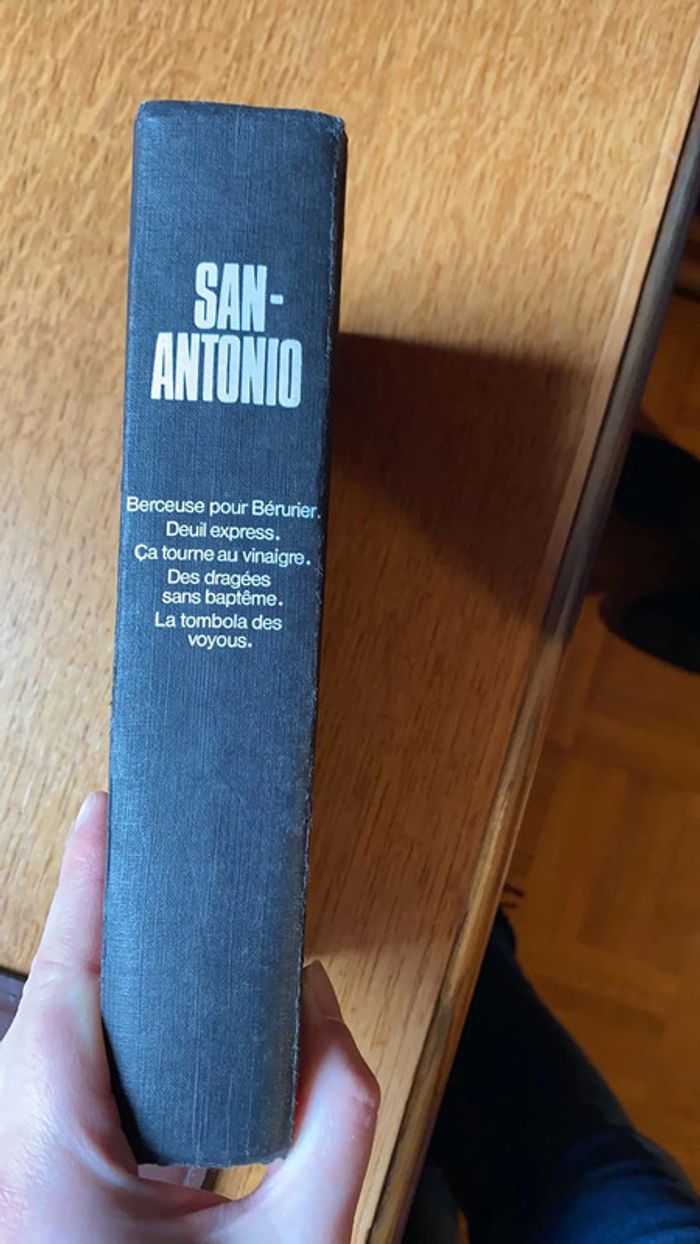 SAN-
ANTONIO
Berceuse pour Bérurier.
Deuil express.
Ça tourne au vinaigre.
Des dragées
sans baptême.
La tombola des
voyous.